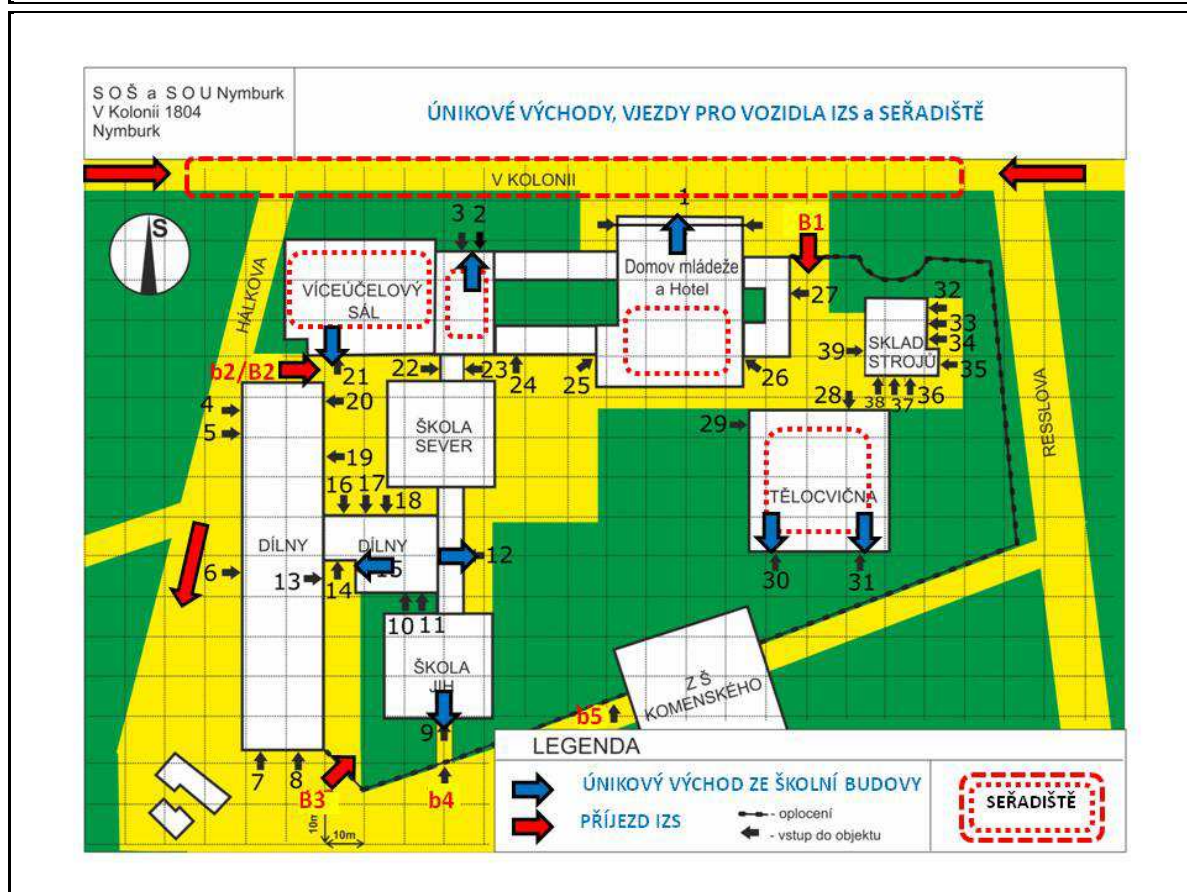 S O Š a S O U Nymburk
V Kolonii 1804
Nymburk
ÚNIKOVÉ VÝCHODY, VJEZDY PRO VOZIDLA IZS a SEŘADIŠTĚ
V KOLONII
S
HÁLKOVA
3 2
1
B1
VÍCEÚČELOVÝ
SÁL
Domov mládeže
a Hotel
27
32
33
34
35
39
SKLAD
STROJŮ
38 37 36
b2/B2
21
22
23
24
25
26
28
29
4
5
20
19
ŠKOLA
SEVER
RESSLOVA
16 17 18
TĚLOCVIČNA
DÍLNY
DÍLNY
12
6
13
14
15
30
31
10 11
ŠKOLA
JIH
Z Š
KOMENSKÉHO
b5
9
7
8
B3
b4
10m
10m
LEGENDA
ÚNIKOVÝ VÝCHOD ZE ŠKOLNÍ BUDOVY
PŘÍJEZD IZS
- oplocení
- vstup do objektu
SEŘADIŠTĚ